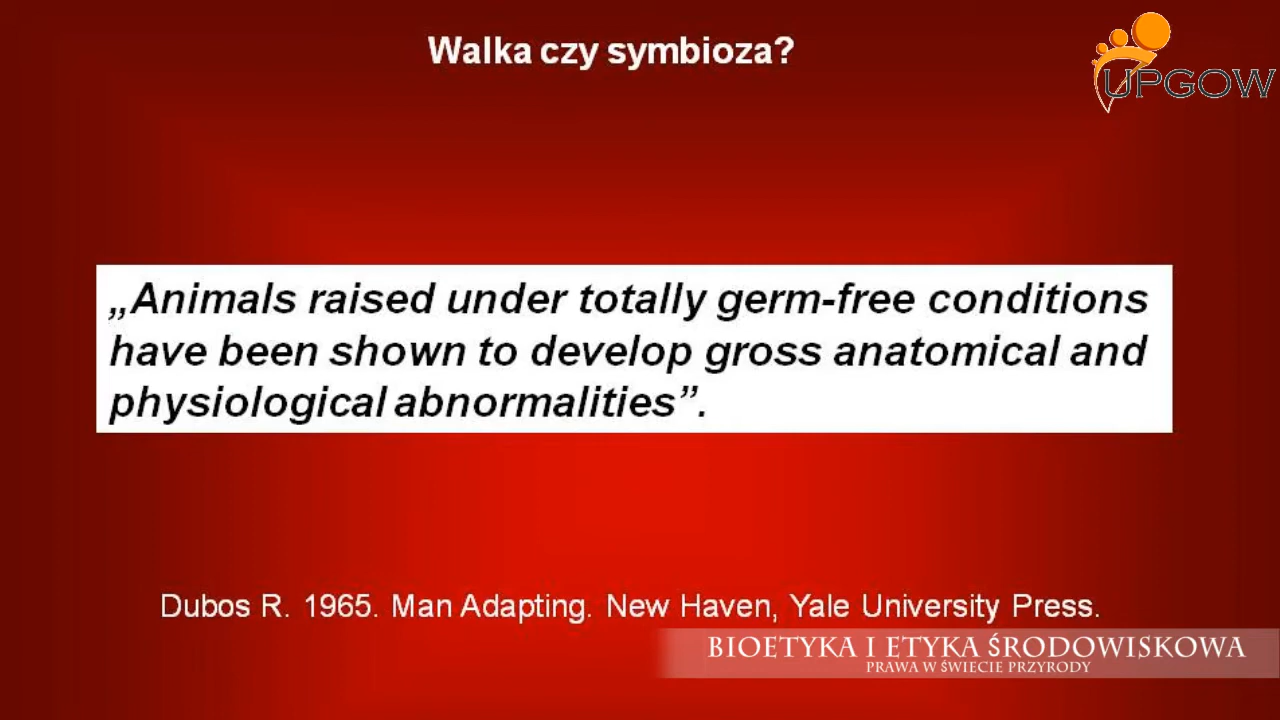 Walka czy symbioza?
UPGOW
„Animals raised under totally germ-free conditions
have been shown to develop gross anatomical and
physiological abnormalities”.
Dubos R. 1965. Man Adapting. New Haven, Yale University Press.
BIOETYKA I ETYKA ŚRODOWISKOWA
PRAWA W ŚWIECIE PRZYRODY